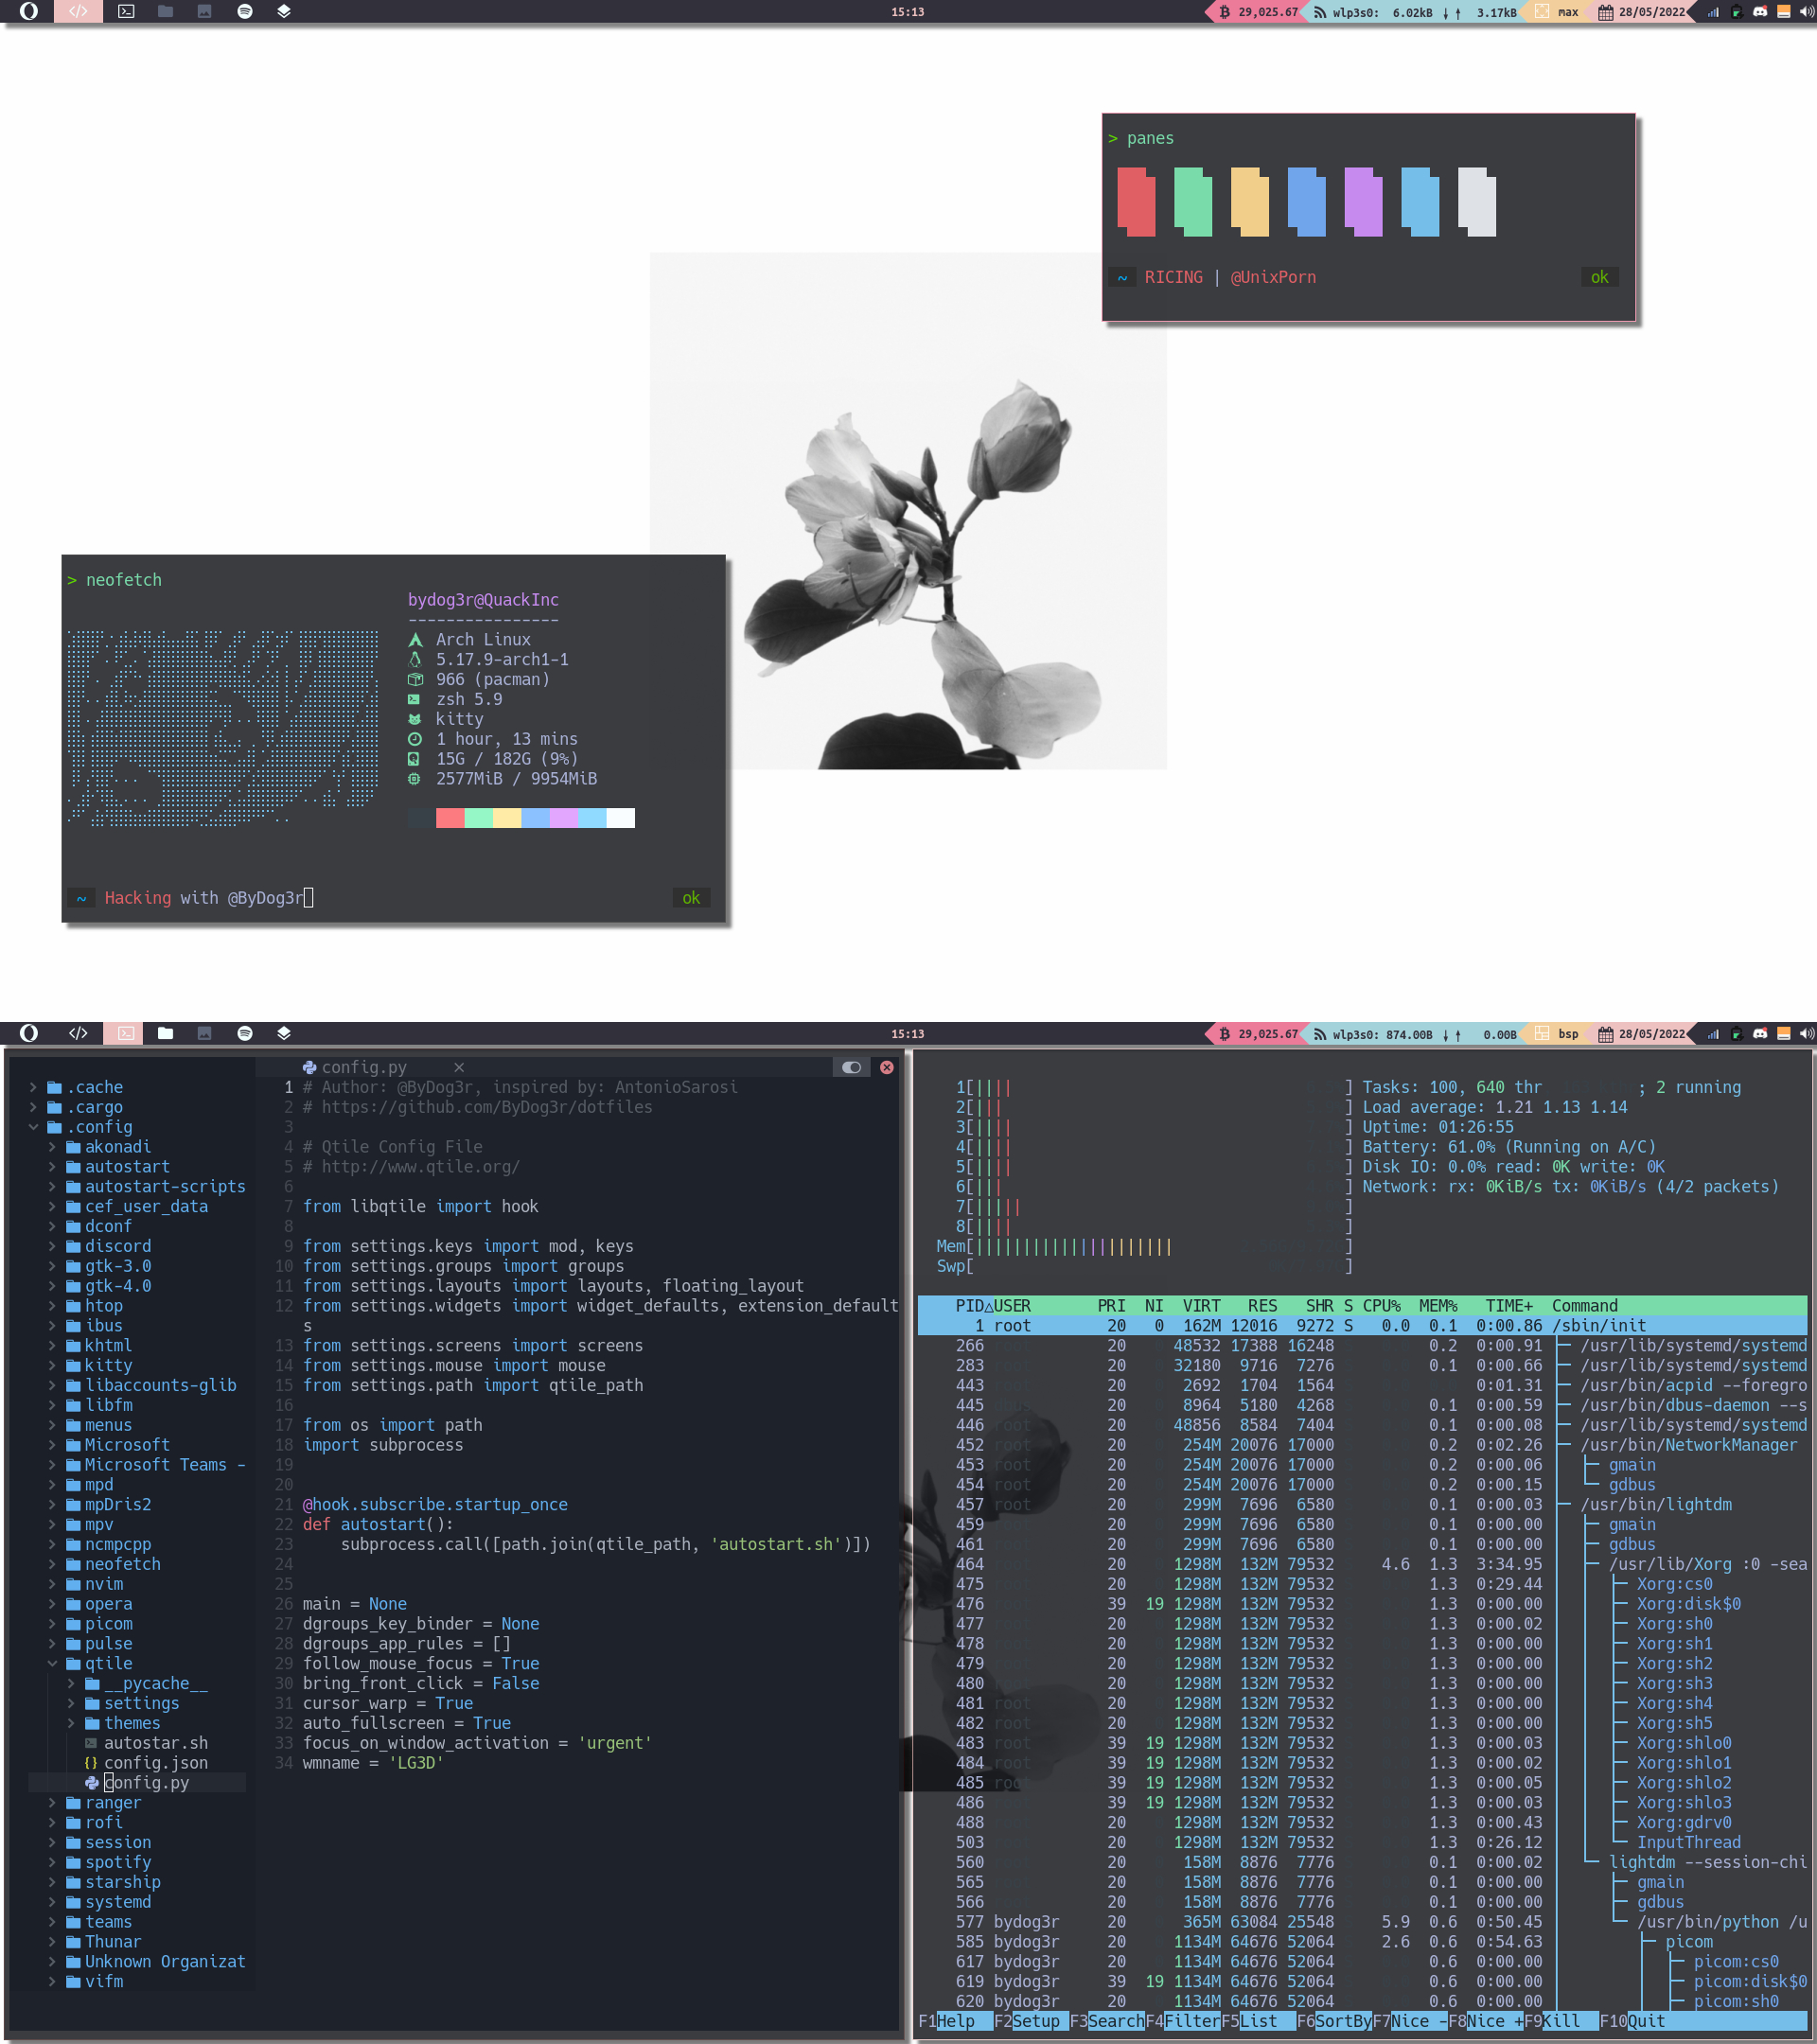 15:13
29,025.67
wlp3s0: 6.02kB ↓↑ 3.17kB
max
28/05/2022
> panes
~ RICING | @UnixPorn
ok
> neofetch
bydog3r@QuackInc
----------------
Arch Linux
5.17.9-arch1-1
966 (pacman)
zsh 5.9
kitty
1 hour, 13 mins
15G / 182G (9%)
2577MiB / 9954MiB
~ Hacking with @ByDog3r
ok
15:13
29,025.67
wlp3s0: 874.00B ↓↑ 0.00B
bsp
28/05/2022
.cache
.cargo
.config
akonadi
autostart
autostart-scripts
cef_user_data
dconf
discord
gtk-3.0
gtk-4.0
htop
ibus
khtml
kitty
libaccounts-glib
libfm
menus
Microsoft
Microsoft Teams -
mpd
mpDris2
mpv
ncmpcpp
neofetch
nvim
opera
picom
pulse
qtile
__pycache__
settings
themes
autostar.sh
config.json
config.py
ranger
rofi
session
spotify
starship
systemd
teams
Thunar
Unknown Organizat
vifm
config.py
1 # Author: @ByDog3r, inspired by: AntonioSarosi
2 # https://github.com/ByDog3r/dotfiles
3
4 # Qtile Config File
5 # http://www.qtile.org/
6
7 from libqtile import hook
8
9 from settings.keys import mod, keys
10 from settings.groups import groups
11 from settings.layouts import layouts, floating_layout
12 from settings.widgets import widget_defaults, extension_default
s
13 from settings.screens import screens
14 from settings.mouse import mouse
15 from settings.path import qtile_path
16
17 from os import path
18 import subprocess
19
20
21 @hook.subscribe.startup_once
22 def autostart():
23 subprocess.call([path.join(qtile_path, 'autostart.sh')])
24
25
26 main = None
27 dgroups_key_binder = None
28 dgroups_app_rules = []
29 follow_mouse_focus = True
30 bring_front_click = False
31 cursor_warp = True
32 auto_fullscreen = True
33 focus_on_window_activation = 'urgent'
34 wmname = 'LG3D'
1[|||| ]
2[||| ]
3[|||| ]
4[|||| ]
5[|||| ]
6[||| ]
7[||||| ]
8[|||| ]
Mem[||||||||||||||||||||| ]
Swp[ ]
Tasks: 100, 640 thr ; 2 running
Load average: 1.21 1.13 1.14
Uptime: 01:26:55
Battery: 61.0% (Running on A/C)
Disk IO: 0.0% read: 0K write: 0K
Network: rx: 0KiB/s tx: 0KiB/s (4/2 packets)
PID△USER PRI NI VIRT RES SHR S CPU% MEM% TIME+ Command
1 root 20 0 162M 12016 9272 S 0.0 0.1 0:00.86 /sbin/init
266 20 48532 17388 16248 0.2 0:00.91 ├─ /usr/lib/systemd/systemd
283 20 32180 9716 7276 0.1 0:00.66 ├─ /usr/lib/systemd/systemd
443 20 2692 1704 1564 0:01.31 ├─ /usr/bin/acpid --foregro
445 20 8964 5180 4268 0.1 0:00.59 ├─ /usr/bin/dbus-daemon --s
446 root 20 48856 8584 7404 0.1 0:00.08 ├─ /usr/lib/systemd/systemd
452 root 20 254M 20076 17000 0.2 0:02.26 ├─ /usr/bin/NetworkManager
453 root 20 254M 20076 17000 0.2 0:00.06 │ ├─ gmain
454 root 20 254M 20076 17000 0.2 0:00.15 │ └─ gdbus
457 root 20 299M 7696 6580 0.1 0:00.03 ├─ /usr/bin/lightdm
459 20 299M 7696 6580 0.1 0:00.00 │ ├─ gmain
461 20 299M 7696 6580 0.1 0:00.00 │ ├─ gdbus
464 20 1298M 132M 79532 4.6 1.3 3:34.95 │ ├─ /usr/lib/Xorg :0 -sea
475 20 1298M 132M 79532 1.3 0:29.44 │ │ ├─ Xorg:cs0
476 39 19 1298M 132M 79532 1.3 0:00.00 │ │ ├─ Xorg:disk$0
477 20 1298M 132M 79532 1.3 0:00.02 │ │ ├─ Xorg:sh0
478 20 1298M 132M 79532 1.3 0:00.00 │ │ ├─ Xorg:sh1
479 20 1298M 132M 79532 1.3 0:00.00 │ │ ├─ Xorg:sh2
480 root 20 1298M 132M 79532 1.3 0:00.00 │ │ ├─ Xorg:sh3
481 root 20 1298M 132M 79532 1.3 0:00.00 │ │ ├─ Xorg:sh4
482 root 20 1298M 132M 79532 1.3 0:00.00 │ │ ├─ Xorg:sh5
483 root 39 19 1298M 132M 79532 1.3 0:00.03 │ │ ├─ Xorg:shlo0
484 root 39 19 1298M 132M 79532 1.3 0:00.02 │ │ ├─ Xorg:shlo1
485 root 39 19 1298M 132M 79532 1.3 0:00.05 │ │ ├─ Xorg:shlo2
486 39 19 1298M 132M 79532 1.3 0:00.03 │ │ ├─ Xorg:shlo3
488 20 1298M 132M 79532 1.3 0:00.43 │ │ ├─ Xorg:gdrv0
503 20 1298M 132M 79532 1.3 0:26.12 │ │ └─ InputThread
560 20 158M 8876 7776 0.1 0:00.02 │ └─ lightdm --session-chi
565 20 158M 8876 7776 0.1 0:00.00 │ ├─ gmain
566 20 158M 8876 7776 0.1 0:00.00 │ ├─ gdbus
577 bydog3r 20 365M 63084 25548 5.9 0.6 0:50.45 │ └─ /usr/bin/python /u
585 bydog3r 20 1134M 64676 52064 2.6 0.6 0:54.63 │ ├─ picom
617 bydog3r 20 1134M 64676 52064 0.6 0:00.00 │ │ ├─ picom:cs0
619 bydog3r 39 19 1134M 64676 52064 0.6 0:00.00 │ │ ├─ picom:disk$0
620 bydog3r 20 1134M 64676 52064 0.6 0:00.00 │ │ ├─ picom:sh0
F1Help F2Setup F3SearchF4FilterF5List F6SortByF7Nice -F8Nice +F9Kill F10Quit